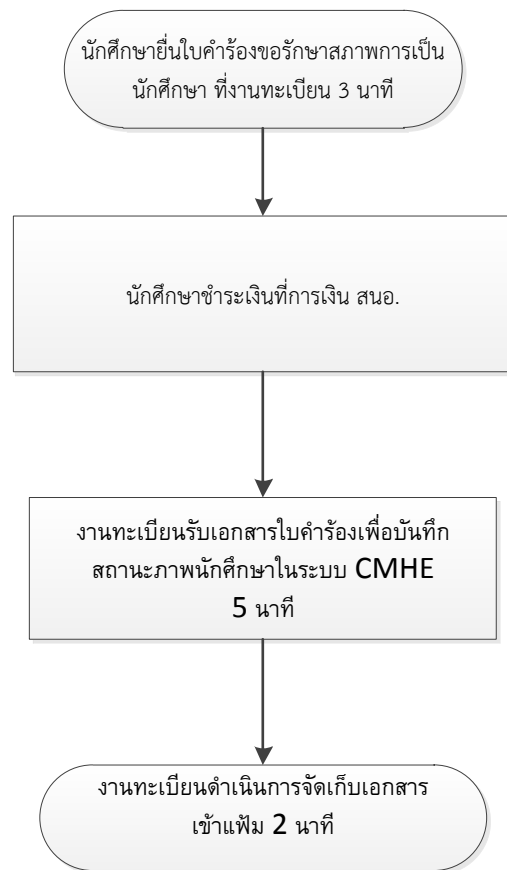 นักศึกษายื่นใบคำร้องขอรักษาสภาพการเป็น
นักศึกษา ที่งานทะเบียน 3 นาที
นักศึกษาชำระเงินที่การเงิน สนอ.
งานทะเบียนรับเอกสารใบคำร้องเพื่อบันทึก
สถานะภาพนักศึกษาในระบบ CMHE
5 นาที
งานทะเบียนดำเนินการจัดเก็บเอกสาร
เข้าแฟ้ม 2 นาที